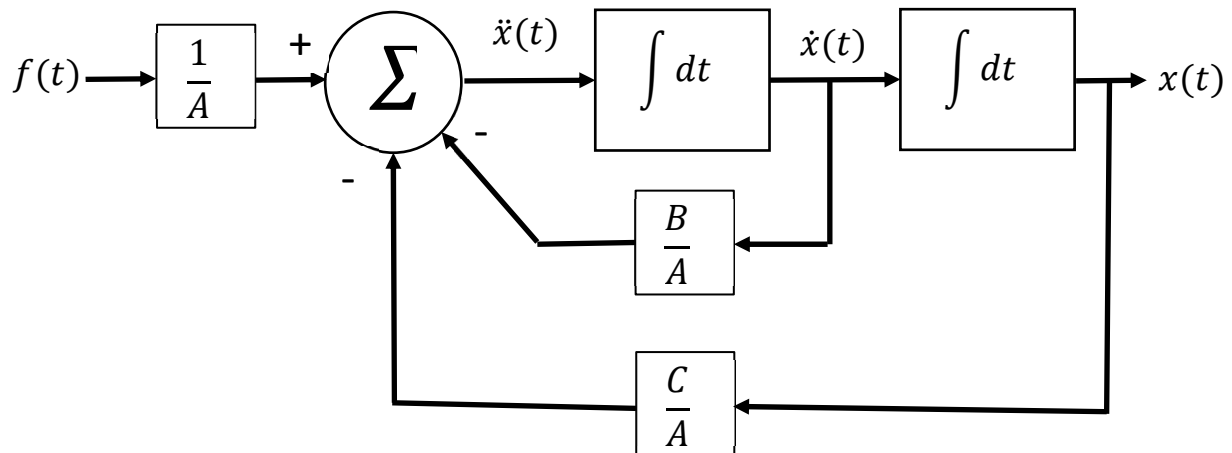 f(t)
1
A
+
∑
ẍ(t)
∫ dt
ẋ(t)
∫ dt
x(t)
-
-
B
A
C
A